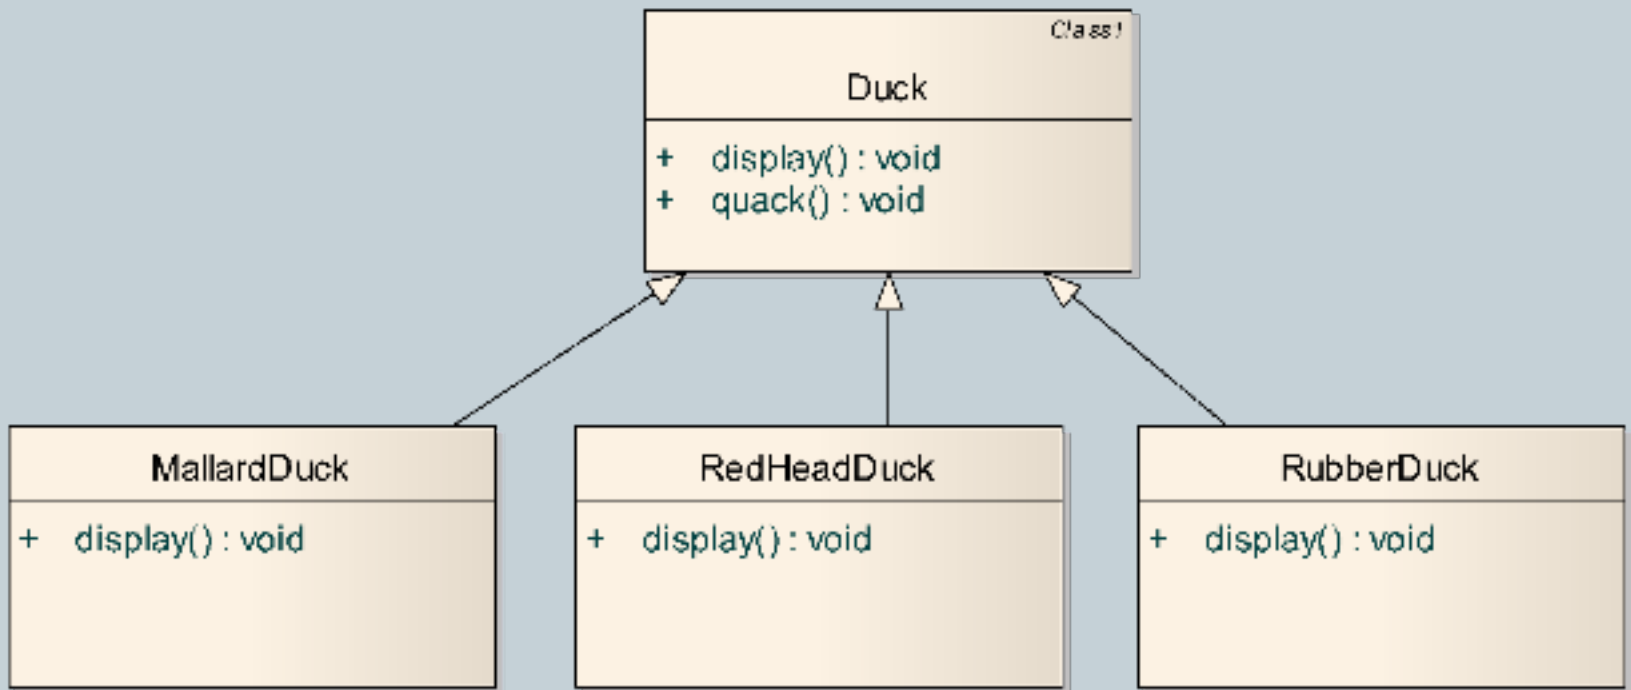 Class1
Duck
+ display() : void
+ quack() : void
MallardDuck
+ display() : void
RedHeadDuck
+ display() : void
RubberDuck
+ display() : void